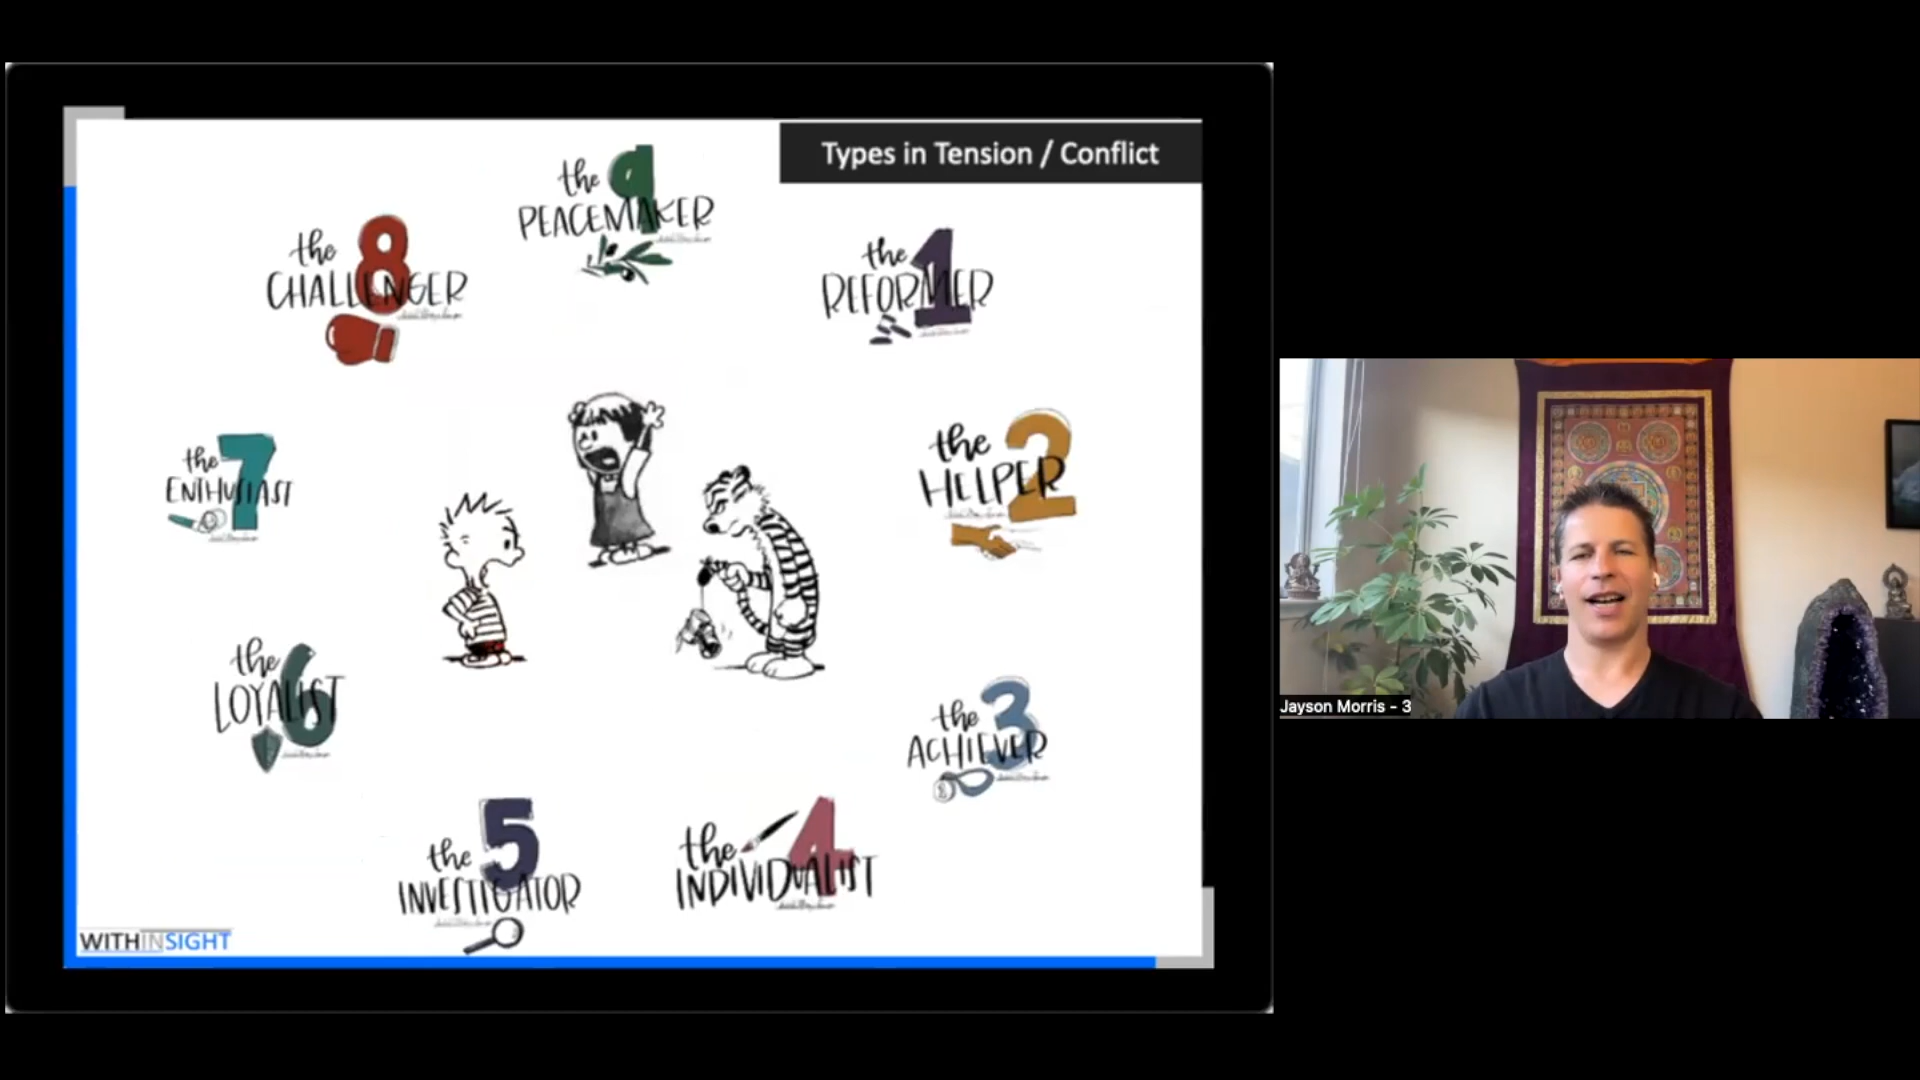 Types in Tension / Conflict
the 9
PEACEMAKER
the 8
CHALLENGER
the 1
REFORMER
the 7
ENTHUSIAST
the 2
HELPER
the 6
LOYALIST
the 3
ACHIEVER
the 5
INVESTIGATOR
the 4
INDIVIDUALIST
WITHINSIGHT
Jayson Morris - 3